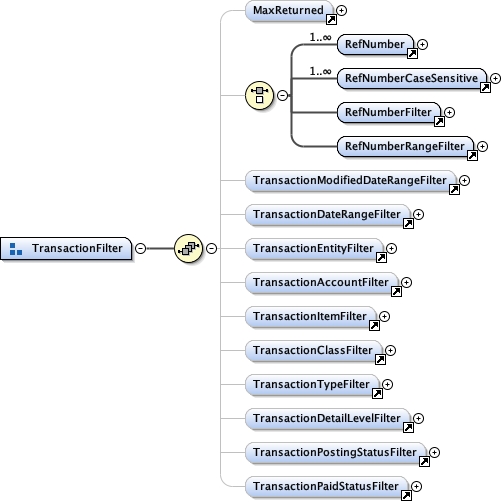 MaxReturned
1..∞
RefNumber
1..∞
RefNumberCaseSensitive
RefNumberFilter
RefNumberRangeFilter
TransactionModifiedDateRangeFilter
TransactionDateRangeFilter
TransactionFilter
TransactionEntityFilter
TransactionAccountFilter
TransactionItemFilter
TransactionClassFilter
TransactionTypeFilter
TransactionDetailLevelFilter
TransactionPostingStatusFilter
TransactionPaidStatusFilter